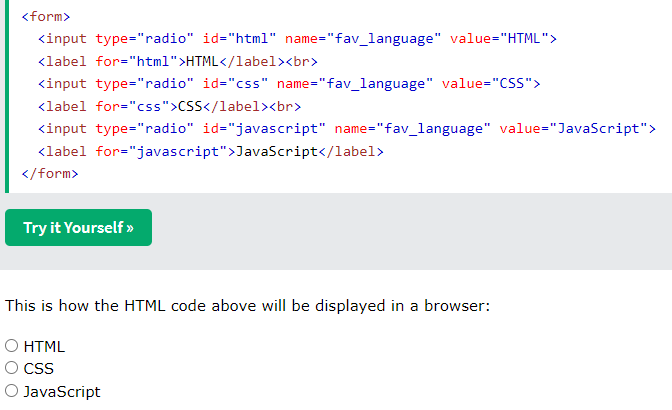 <form>
  <input type="radio" id="html" name="fav_language" value="HTML">
  <label for="html">HTML</label><br>
  <input type="radio" id="css" name="fav_language" value="CSS">
  <label for="css">CSS</label><br>
  <input type="radio" id="javascript" name="fav_language" value="JavaScript">
  <label for="javascript">JavaScript</label>
</form>
Try it Yourself »
This is how the HTML code above will be displayed in a browser:
HTML
CSS
JavaScript